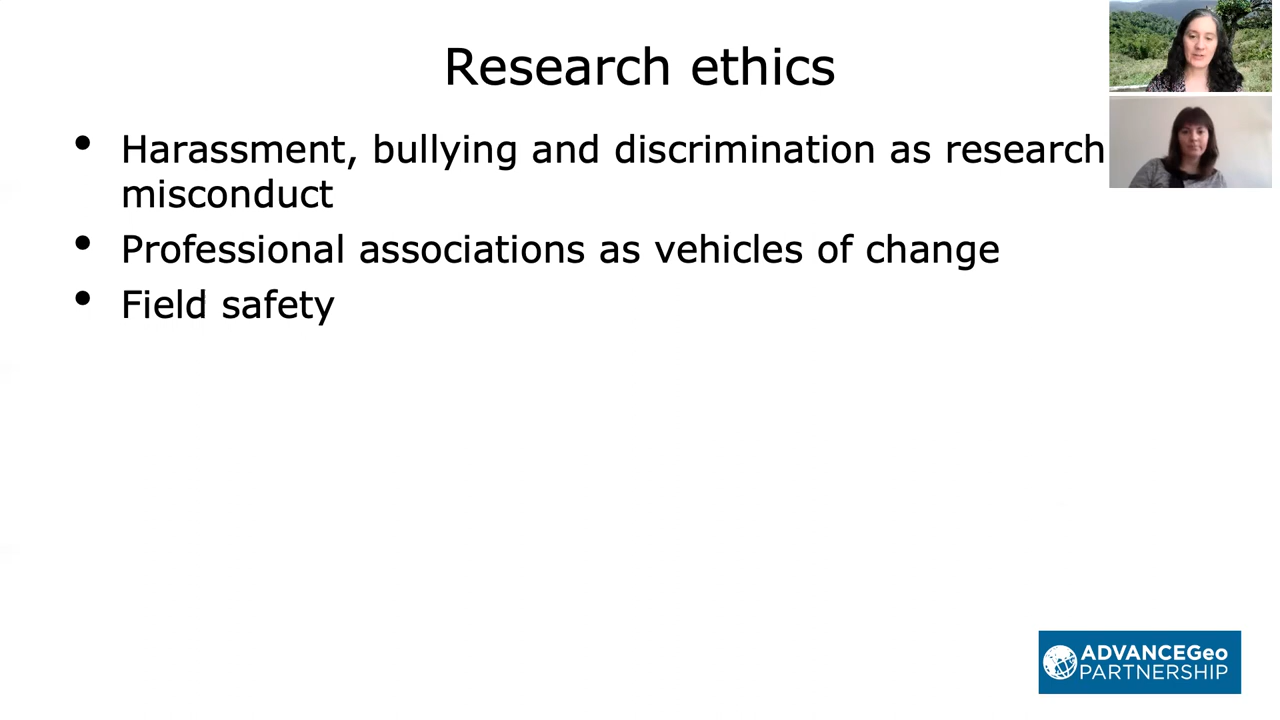 Research ethics
• Harassment, bullying and discrimination as research
misconduct
• Professional associations as vehicles of change
• Field safety
ADVANCEGeo
PARTNERSHIP